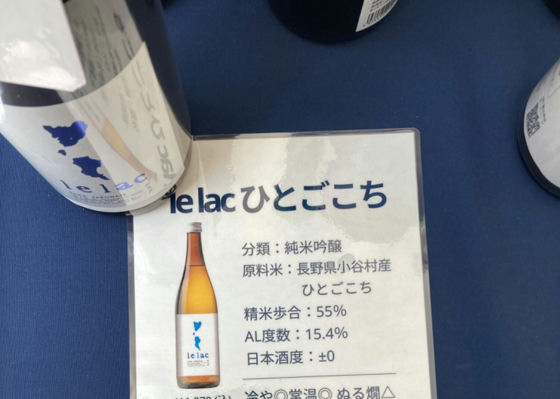 le lac
le lac ひとごこち
分類：純米吟醸
原料米：長野県小谷村産
ひとごこち
精米歩合：55%
AL度数：15.4%
日本酒度：±0
le lac
冷や◎常温◎ ぬる燗△